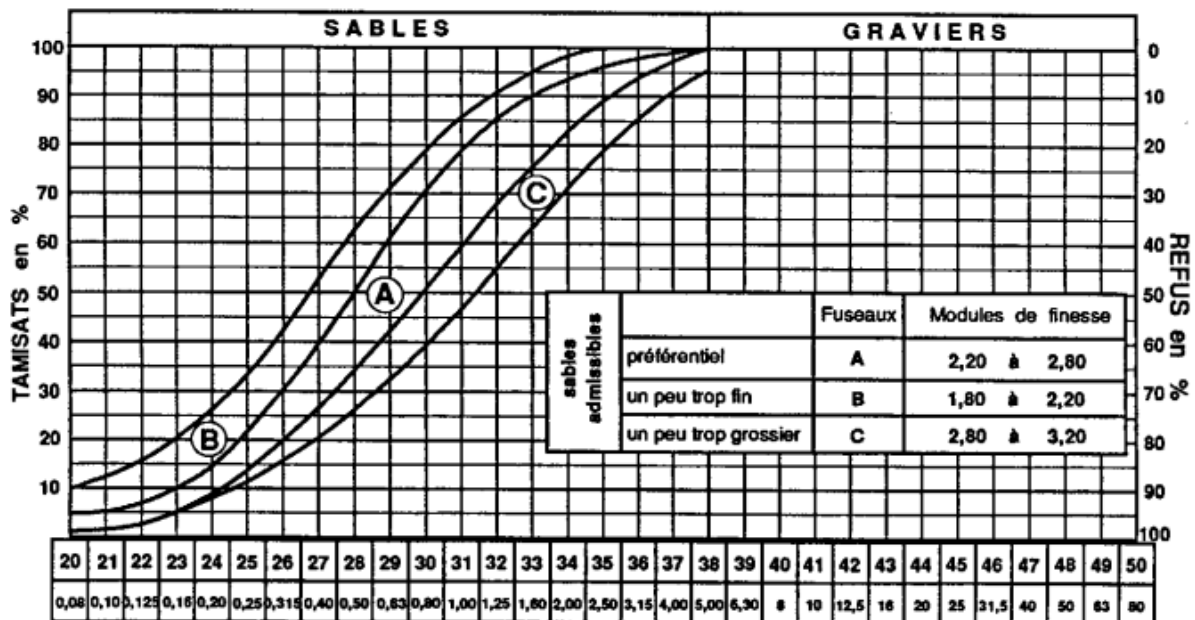 SABLES GRAVIERS
100 0
90 10
80 20
70 C 30
60 40
50 A 50
40 60
30 70
20 B 80
10 90
100
TAMISATS en %
REFUS en %
sables admissibles
Fuseaux Modules de finesse
préférentiel A 2,20 à 2,80
un peu trop fin B 1,80 à 2,20
un peu trop grossier C 2,80 à 3,20
20 21 22 23 24 25 26 27 28 29 30 31 32 33 34 35 36 37 38 39 40 41 42 43 44 45 46 47 48 49 50
0,08 0,10 0,125 0,16 0,20 0,25 0,315 0,40 0,50 0,63 0,80 1,00 1,25 1,60 2,00 2,50 3,15 4,00 5,00 6,30 8 10 12,5 16 20 25 31,5 40 50 63 80